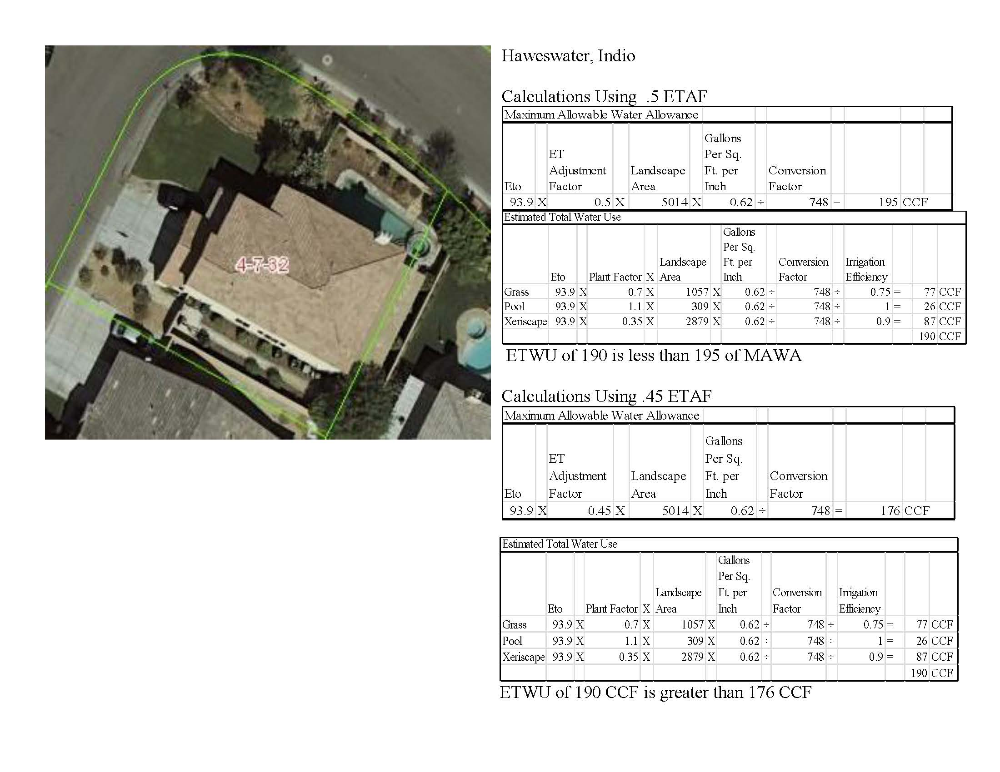 4-7-32
Haweswater, Indio
Calculations Using .5 ETAF
Maximum Allowable Water Allowance
Eto ET Adjustment Factor Landscape Area Gallons Per Sq. Ft. per Inch Conversion Factor
93.9 X 0.5 X 5014 X 0.62 ÷ 748 = 195 CCF
Estimated Total Water Use
Eto Plant Factor X Landscape Area Gallons Per Sq. Ft. per Inch Conversion Factor Irrigation Efficiency
Grass 93.9 X 0.7 X 1057 X 0.62 ÷ 748 ÷ 0.75 = 77 CCF
Pool 93.9 X 1.1 X 309 X 0.62 ÷ 748 ÷ 1 = 26 CCF
Xeriscape 93.9 X 0.35 X 2879 X 0.62 ÷ 748 ÷ 0.9 = 87 CCF
190 CCF
ETWU of 190 is less than 195 of MAWA
Calculations Using .45 ETAF
Maximum Allowable Water Allowance
Eto ET Adjustment Factor Landscape Area Gallons Per Sq. Ft. per Inch Conversion Factor
93.9 X 0.45 X 5014 X 0.62 ÷ 748 = 176 CCF
Estimated Total Water Use
Eto Plant Factor X Landscape Area Gallons Per Sq. Ft. per Inch Conversion Factor Irrigation Efficiency
Grass 93.9 X 0.7 X 1057 X 0.62 ÷ 748 ÷ 0.75 = 77 CCF
Pool 93.9 X 1.1 X 309 X 0.62 ÷ 748 ÷ 1 = 26 CCF
Xeriscape 93.9 X 0.35 X 2879 X 0.62 ÷ 748 ÷ 0.9 = 87 CCF
190 CCF
ETWU of 190 CCF is greater than 176 CCF